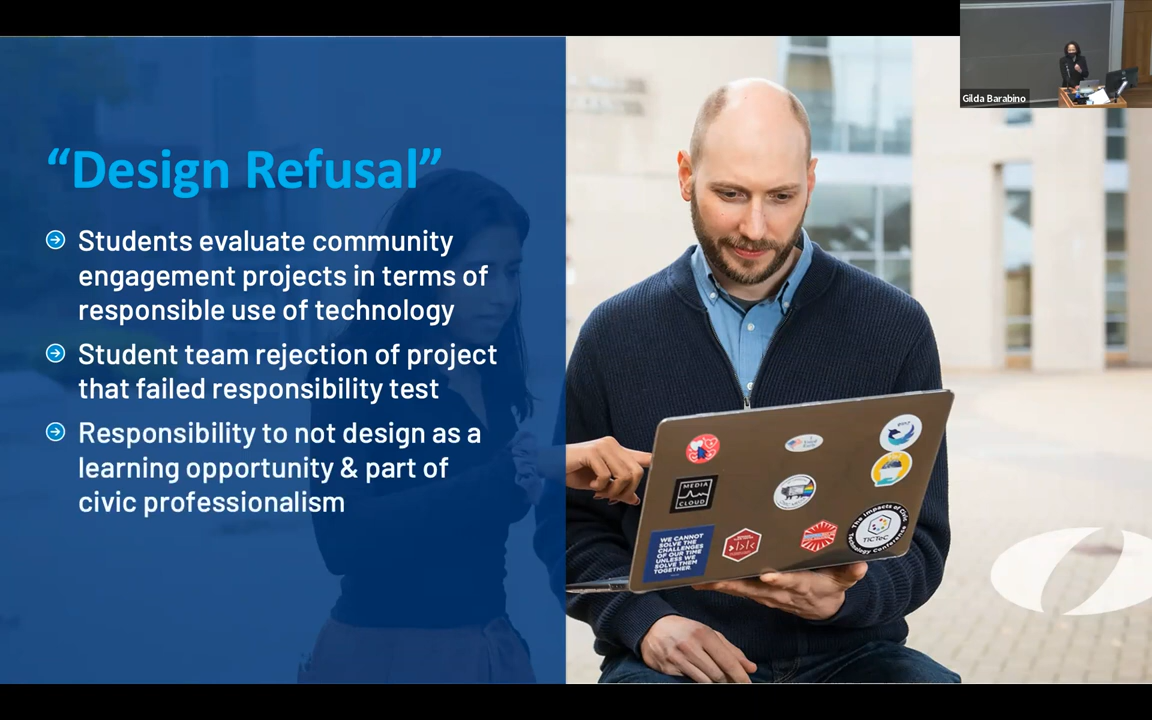 Gilda Barabino
“Design Refusal”
Students evaluate community
engagement projects in terms of
responsible use of technology
Student team rejection of project
that failed responsibility test
Responsibility to not design as a
learning opportunity & part of
civic professionalism
MEDIA
CLOUD
WE CANNOT
SOLVE THE
CHALLENGES
OF OUR TIME
UNLESS WE
SOLVE THEM
TOGETHER.
The Impacts of Civic
Technology Conference
TICTeC